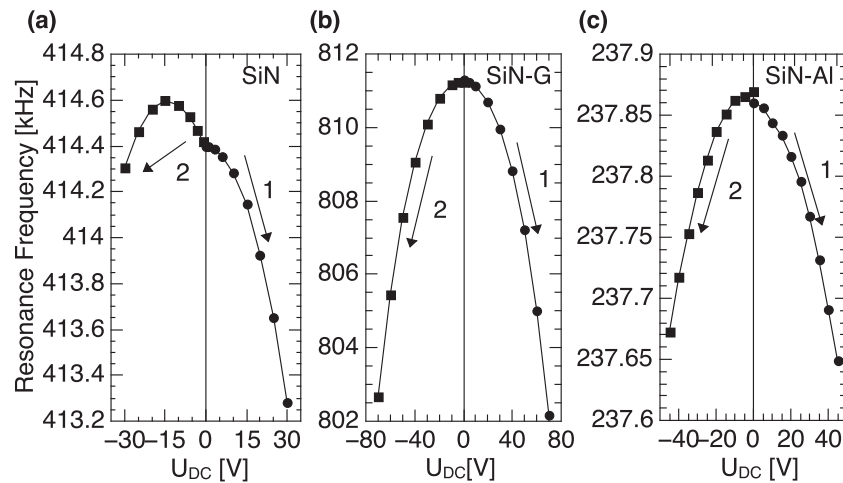 (a)
(b)
(c)
Resonance Frequency [kHz]
414.8
414.6
414.4
414.2
414
413.8
413.6
413.4
413.2
SiN
1
2
−30 −15 0 15 30
U_DC [V]
812
810
808
806
804
802
SiN-G
1
2
−80 −40 0 40 80
U_DC[V]
237.9
237.85
237.8
237.75
237.7
237.65
237.6
SiN-Al
1
2
−40 −20 0 20 40
U_DC [V]